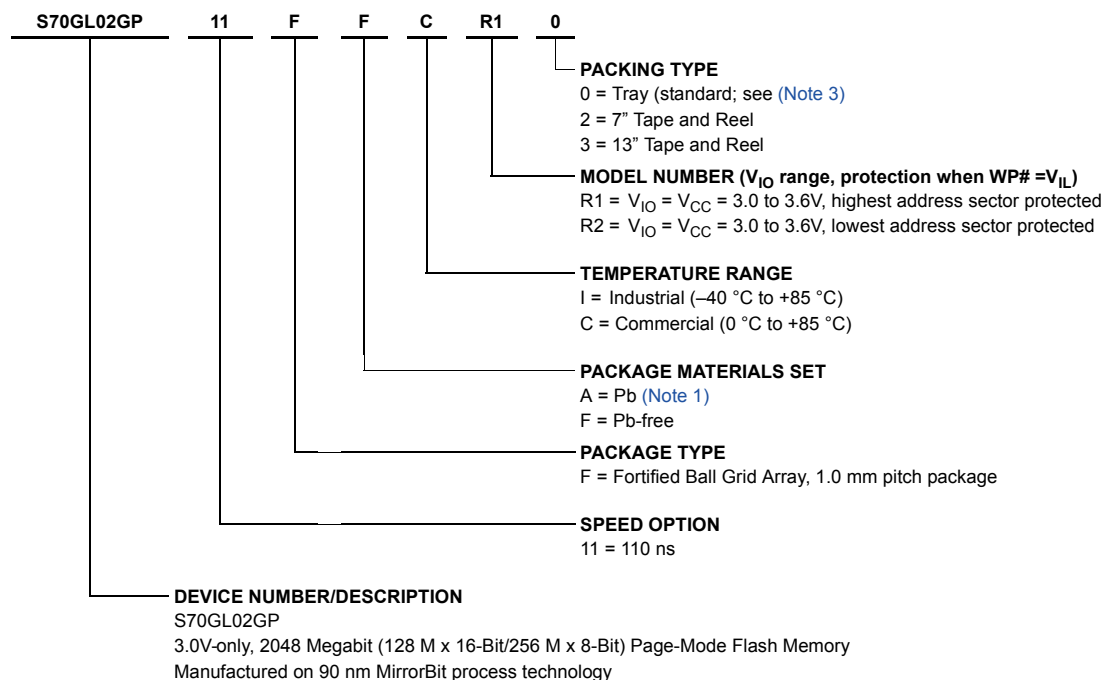 S70GL02GP 11 F F C R1 0
PACKING TYPE
0 = Tray (standard; see (Note 3)
2 = 7” Tape and Reel
3 = 13” Tape and Reel
MODEL NUMBER (VIO range, protection when WP# =VIL)
R1 = VIO = VCC = 3.0 to 3.6V, highest address sector protected
R2 = VIO = VCC = 3.0 to 3.6V, lowest address sector protected
TEMPERATURE RANGE
I = Industrial (–40 °C to +85 °C)
C = Commercial (0 °C to +85 °C)
PACKAGE MATERIALS SET
A = Pb (Note 1)
F = Pb-free
PACKAGE TYPE
F = Fortified Ball Grid Array, 1.0 mm pitch package
SPEED OPTION
11 = 110 ns
DEVICE NUMBER/DESCRIPTION
S70GL02GP
3.0V-only, 2048 Megabit (128 M x 16-Bit/256 M x 8-Bit) Page-Mode Flash Memory
Manufactured on 90 nm MirrorBit process technology